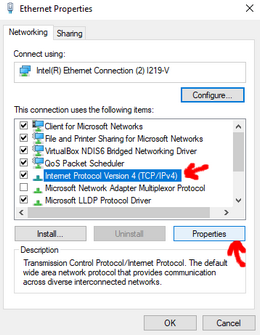 Ethernet Properties
Networking Sharing
Connect using:
Intel(R) Ethernet Connection (2) I219-V
Configure...
This connection uses the following items:
Client for Microsoft Networks
File and Printer Sharing for Microsoft Networks
VirtualBox NDIS6 Bridged Networking Driver
QoS Packet Scheduler
Internet Protocol Version 4 (TCP/IPv4)
Microsoft Network Adapter Multiplexor Protocol
Microsoft LLDP Protocol Driver
Install... Uninstall Properties
Description
Transmission Control Protocol/Internet Protocol. The default
wide area network protocol that provides communication
across diverse interconnected networks.
OK Cancel